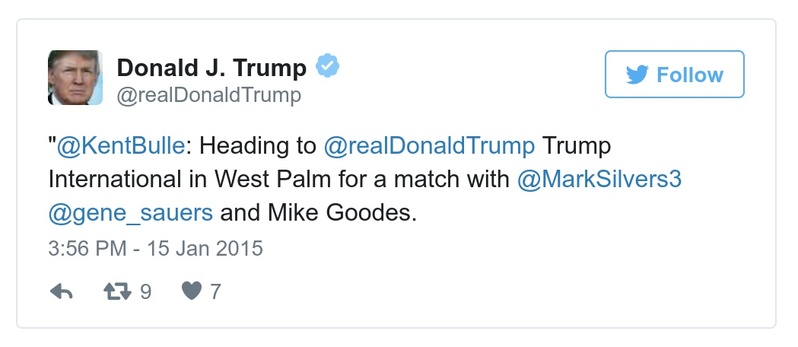 Donald J. Trump
@realDonaldTrump
Follow
"@KentBulle: Heading to @realDonaldTrump Trump
International in West Palm for a match with @MarkSilvers3
@gene_sauers and Mike Goodes.
3:56 PM - 15 Jan 2015
9 7